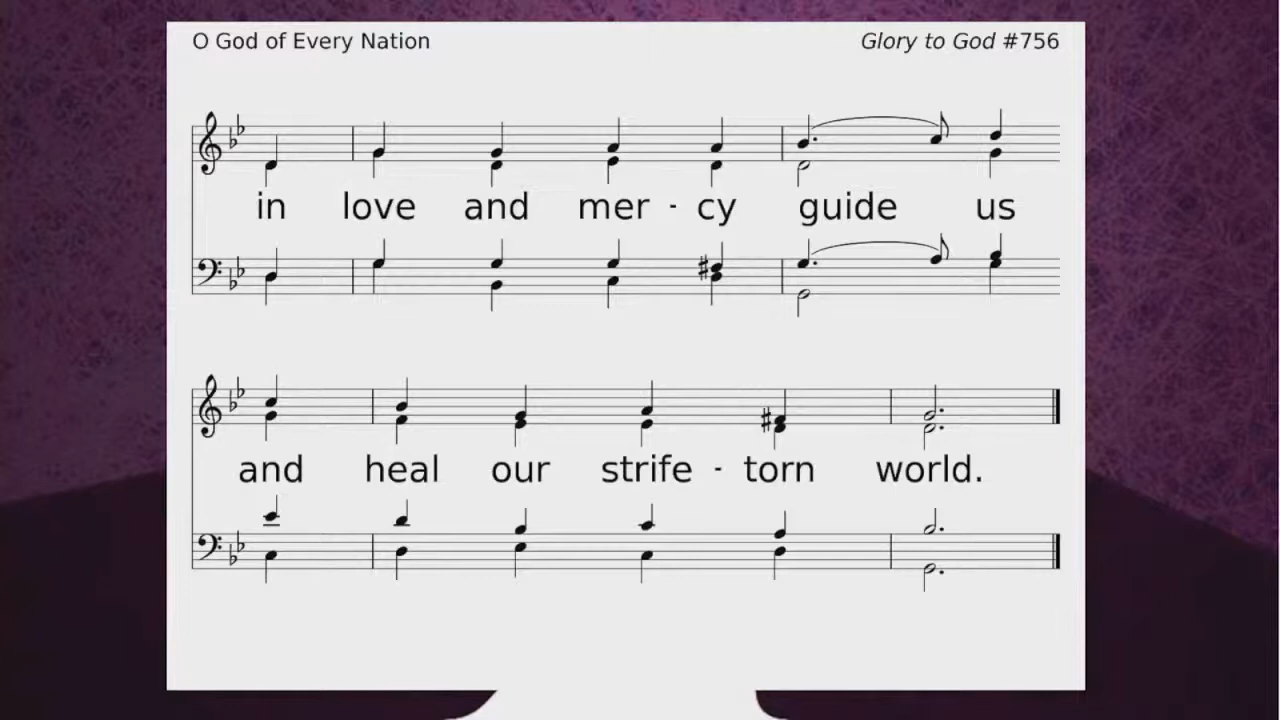 O God of Every Nation Glory to God #756
in love and mer - cy guide us
and heal our strife - torn world.